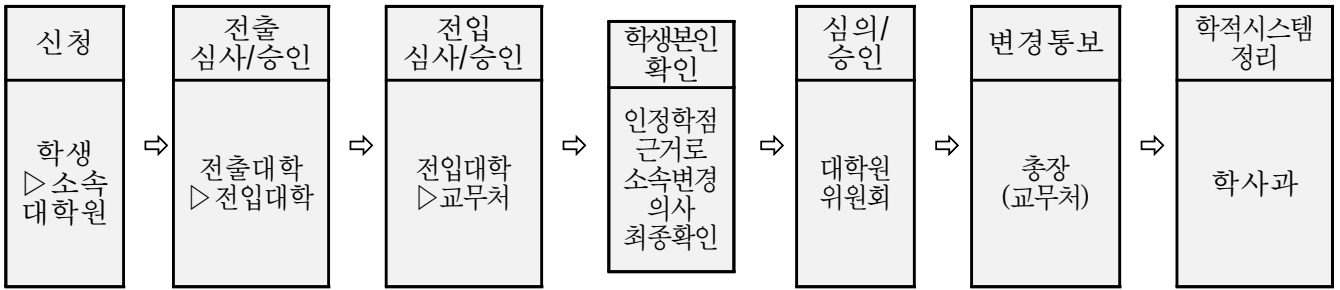 신청
학생
▷소속
대학원
⇨
전출
심사/승인
전출대학
▷전입대학
⇨
전입
심사/승인
전입대학
▷교무처
⇨
학생본인
확인
인정학점
근거로
소속변경
의사
최종확인
⇨
심의/
승인
대학원
위원회
⇨
변경통보
총장
(교무처)
⇨
학적시스템
정리
학사과